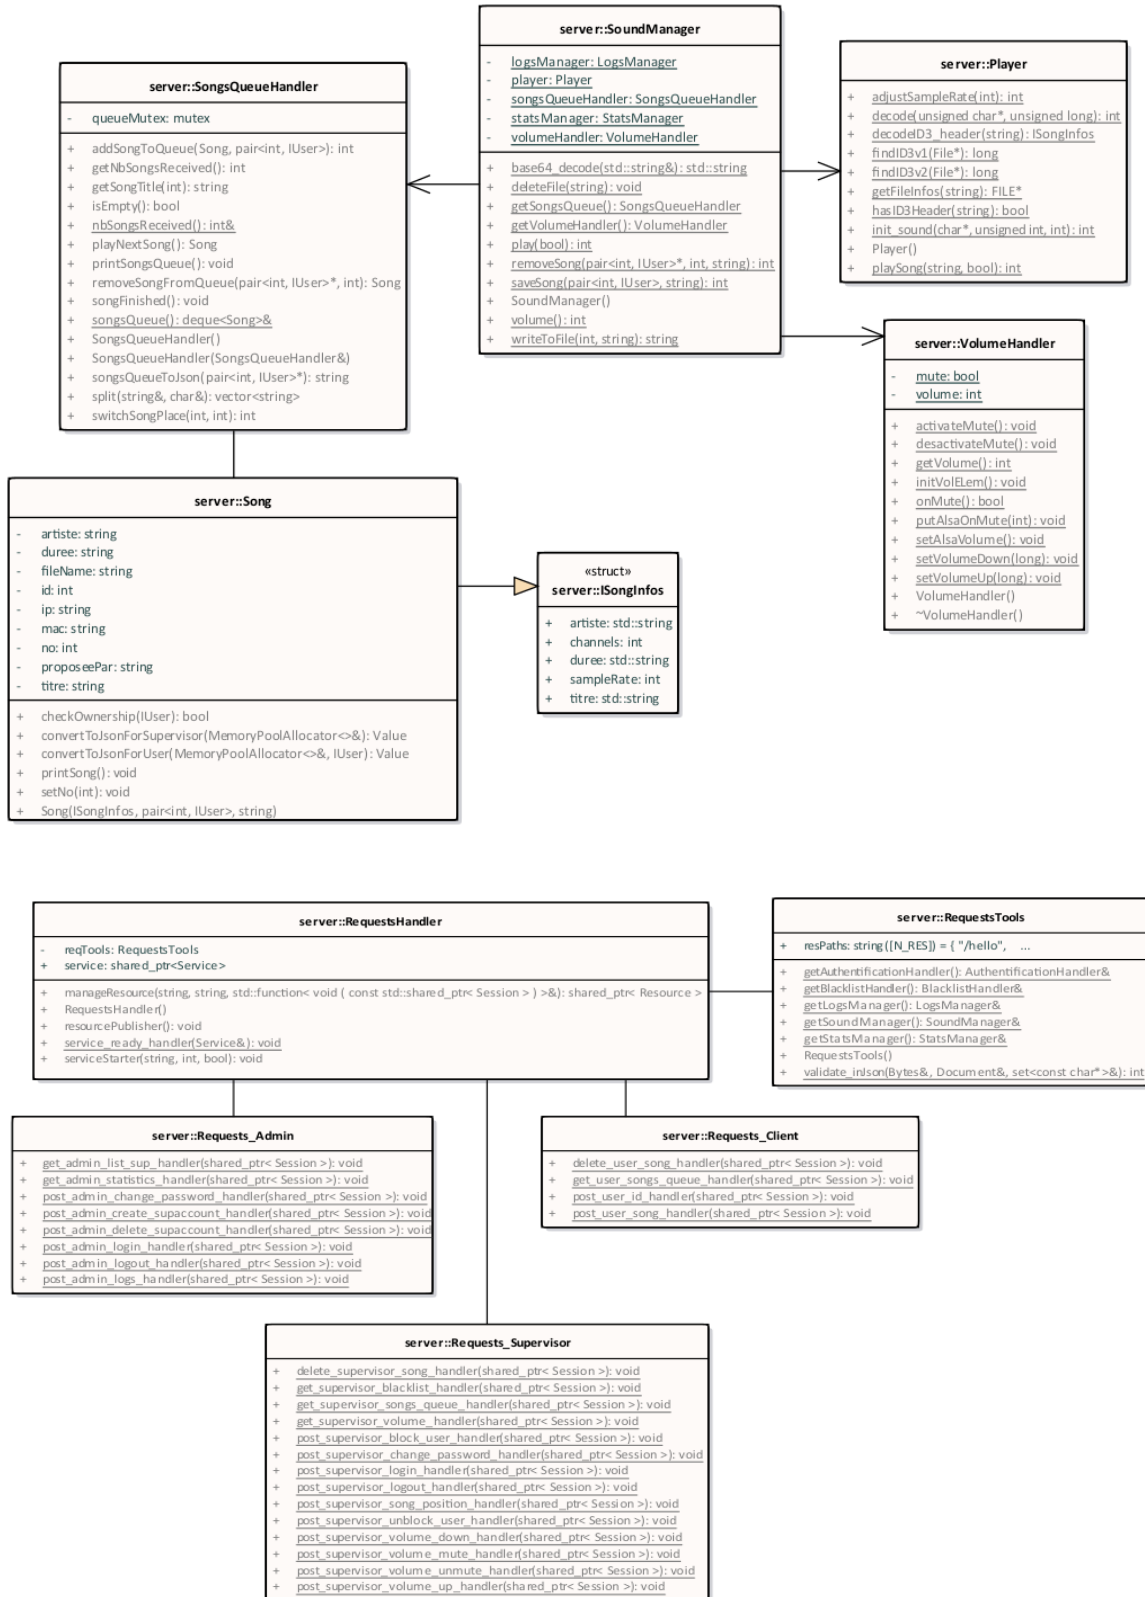 server::SoundManager
- logsManager: LogsManager
- player: Player
- songsQueueHandler: SongsQueueHandler
- statsManager: StatsManager
- volumeHandler: VolumeHandler
+ base64_decode(std::string&): std::string
+ deleteFile(string): void
+ getSongsQueue(): SongsQueueHandler
+ getVolumeHandler(): VolumeHandler
+ play(bool): int
+ removeSong(pair<int, IUser>*, int, string): int
+ saveSong(pair<int, IUser>, string): int
+ SoundManager()
+ volume(): int
+ writeToFile(int, string): string
server::Player
+ adjustSampleRate(int): int
+ decode(unsigned char*, unsigned long): int
+ decodeID3_header(string): ISongInfos
+ findID3v1(File*): long
+ findID3v2(File*): long
+ getFileInfos(string): FILE*
+ hasID3Header(string): bool
+ init_sound(char*, unsigned int, int): int
+ Player()
+ playSong(string, bool): int
server::SongsQueueHandler
- queueMutex: mutex
+ addSongToQueue(Song, pair<int, IUser>): int
+ getNbSongsReceived(): int
+ getSongTitle(int): string
+ isEmpty(): bool
+ nbSongsReceived(): int&
+ playNextSong(): Song
+ printSongsQueue(): void
+ removeSongFromQueue(pair<int, IUser>*, int): Song
+ songFinished(): void
+ songsQueue(): deque<Song>&
+ SongsQueueHandler()
+ SongsQueueHandler(SongsQueueHandler&)
+ songsQueueToJson(pair<int, IUser>*): string
+ split(string&, char&): vector<string>
+ switchSongPlace(int, int): int
server::VolumeHandler
- mute: bool
- volume: int
+ activateMute(): void
+ desactivateMute(): void
+ getVolume(): int
+ initVolELem(): void
+ onMute(): bool
+ putAlsaOnMute(int): void
+ setAlsaVolume(): void
+ setVolumeDown(long): void
+ setVolumeUp(long): void
+ VolumeHandler()
+ ~VolumeHandler()
server::Song
- artiste: string
- duree: string
- fileName: string
- id: int
- ip: string
- mac: string
- no: int
- proposeePar: string
- titre: string
+ checkOwnership(IUser): bool
+ convertToJsonForSupervisor(MemoryPoolAllocator<>&): Value
+ convertToJsonForUser(MemoryPoolAllocator<>&, IUser): Value
+ printSong(): void
+ setNo(int): void
+ Song(ISongInfos, pair<int, IUser>, string)
«struct»
server::ISongInfos
+ artiste: std::string
+ channels: int
+ duree: std::string
+ sampleRate: int
+ titre: std::string
server::RequestsHandler
- reqTools: RequestsTools
+ service: shared_ptr<Service>
+ manageResource(string, string, std::function< void ( const std::shared_ptr< Session > ) >&): shared_ptr< Resource >
+ RequestsHandler()
+ resourcePublisher(): void
+ service_ready_handler(Service&): void
+ serviceStarter(string, int, bool): void
server::RequestsTools
+ resPaths: string ([N_RES]) = { "/hello", ...
+ getAuthentificationHandler(): AuthentificationHandler&
+ getBlacklistHandler(): BlacklistHandler&
+ getLogsManager(): LogsManager&
+ getSoundManager(): SoundManager&
+ getStatsManager(): StatsManager&
+ RequestsTools()
+ validate_inJson(Bytes&, Document&, set<const char*>&): int
server::Requests_Admin
+ get_admin_list_sup_handler(shared_ptr< Session >): void
+ get_admin_statistics_handler(shared_ptr< Session >): void
+ post_admin_change_password_handler(shared_ptr< Session >): void
+ post_admin_create_supaccount_handler(shared_ptr< Session >): void
+ post_admin_delete_supaccount_handler(shared_ptr< Session >): void
+ post_admin_login_handler(shared_ptr< Session >): void
+ post_admin_logout_handler(shared_ptr< Session >): void
+ post_admin_logs_handler(shared_ptr< Session >): void
server::Requests_Client
+ delete_user_song_handler(shared_ptr< Session >): void
+ get_user_songs_queue_handler(shared_ptr< Session >): void
+ post_user_id_handler(shared_ptr< Session >): void
+ post_user_song_handler(shared_ptr< Session >): void
server::Requests_Supervisor
+ delete_supervisor_song_handler(shared_ptr< Session >): void
+ get_supervisor_blacklist_handler(shared_ptr< Session >): void
+ get_supervisor_songs_queue_handler(shared_ptr< Session >): void
+ get_supervisor_volume_handler(shared_ptr< Session >): void
+ post_supervisor_block_user_handler(shared_ptr< Session >): void
+ post_supervisor_change_password_handler(shared_ptr< Session >): void
+ post_supervisor_login_handler(shared_ptr< Session >): void
+ post_supervisor_logout_handler(shared_ptr< Session >): void
+ post_supervisor_song_position_handler(shared_ptr< Session >): void
+ post_supervisor_unblock_user_handler(shared_ptr< Session >): void
+ post_supervisor_volume_down_handler(shared_ptr< Session >): void
+ post_supervisor_volume_mute_handler(shared_ptr< Session >): void
+ post_supervisor_volume_unmute_handler(shared_ptr< Session >): void
+ post_supervisor_volume_up_handler(shared_ptr< Session >): void